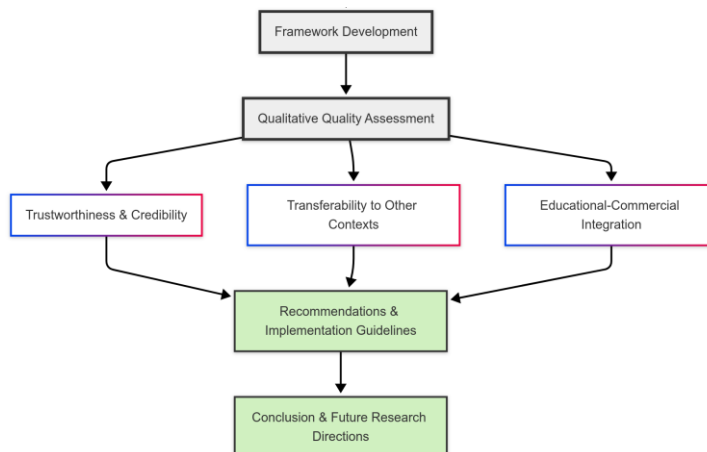 Framework Development
Qualitative Quality Assessment
Trustworthiness & Credibility
Transferability to Other
Contexts
Educational-Commercial
Integration
Recommendations &
Implementation Guidelines
Conclusion & Future Research
Directions